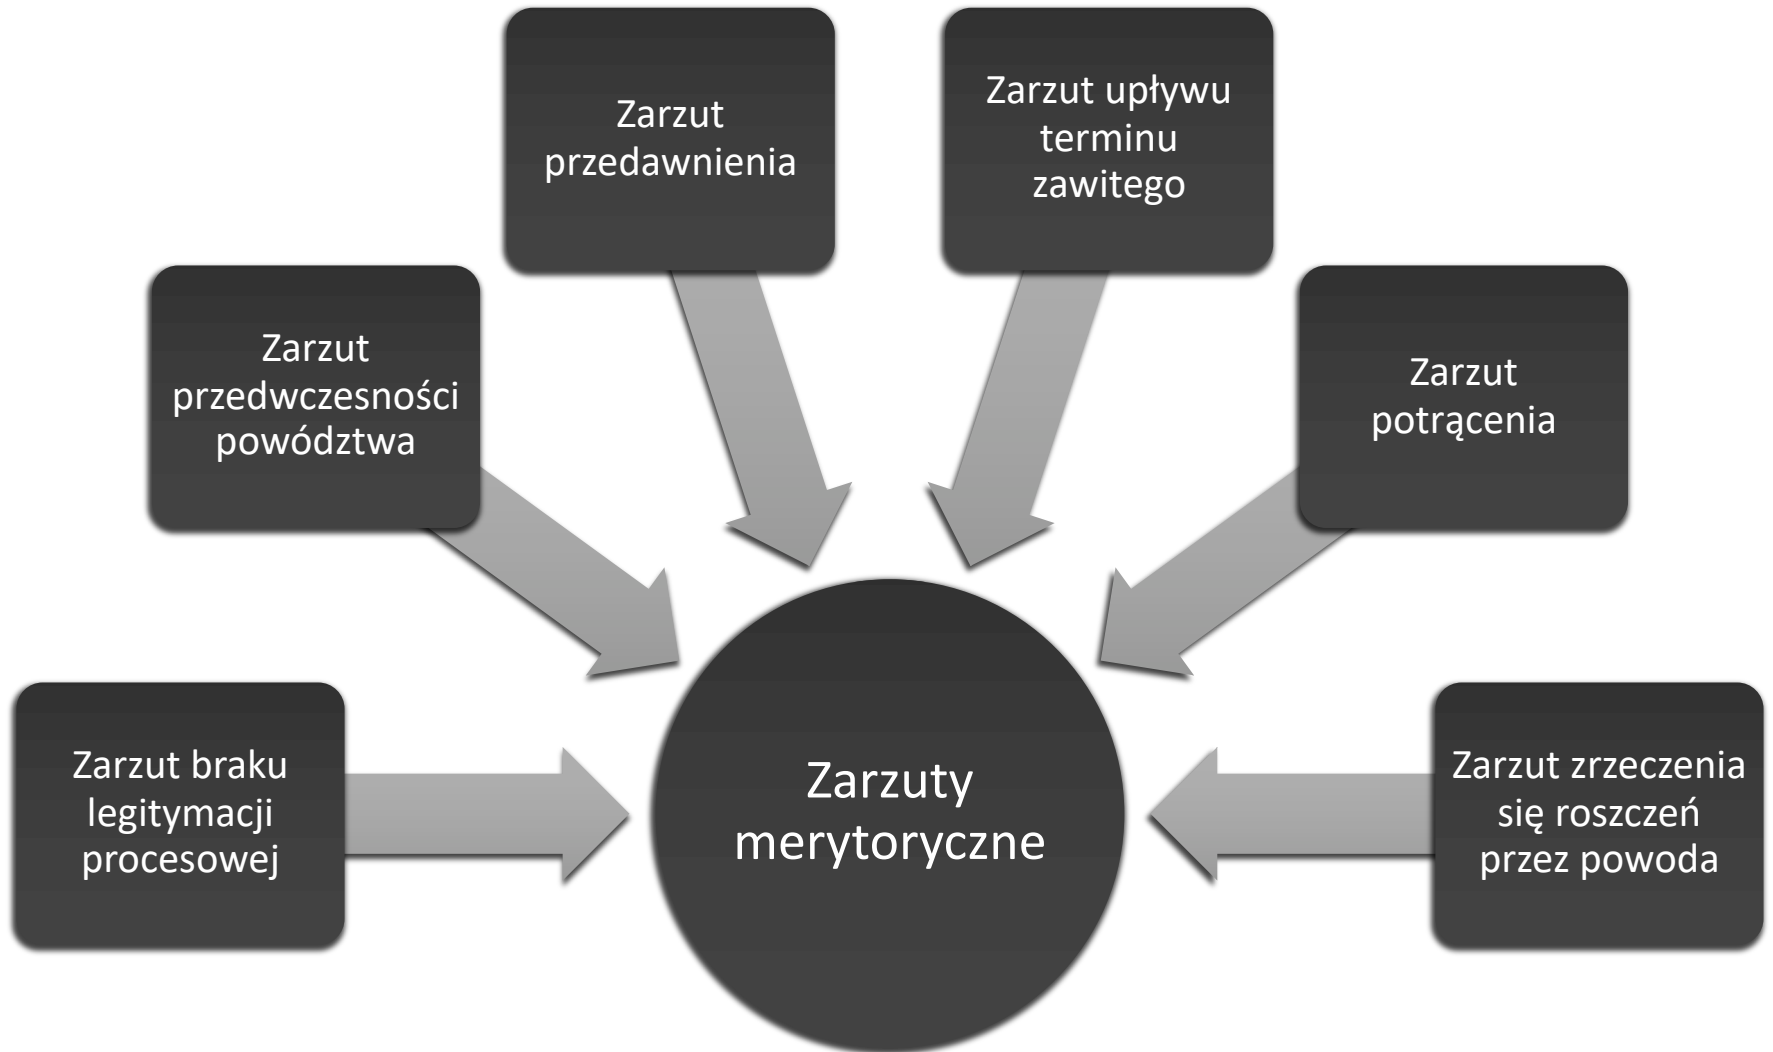 Zarzut
przedawnienia
Zarzut upływu
terminu
zawitego
Zarzut
przedwczesności
powództwa
Zarzut
potrącenia
Zarzut braku
legitymacji
procesowej
Zarzuty
merytoryczne
Zarzut zrzeczenia
się roszczeń
przez powoda